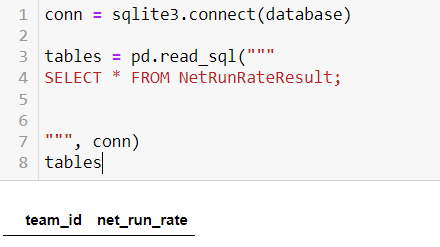 1 conn = sqlite3.connect(database)
2
3 tables = pd.read_sql("""
4 SELECT * FROM NetRunRateResult;
5
6
7 """, conn)
8 tables
team_id net_run_rate